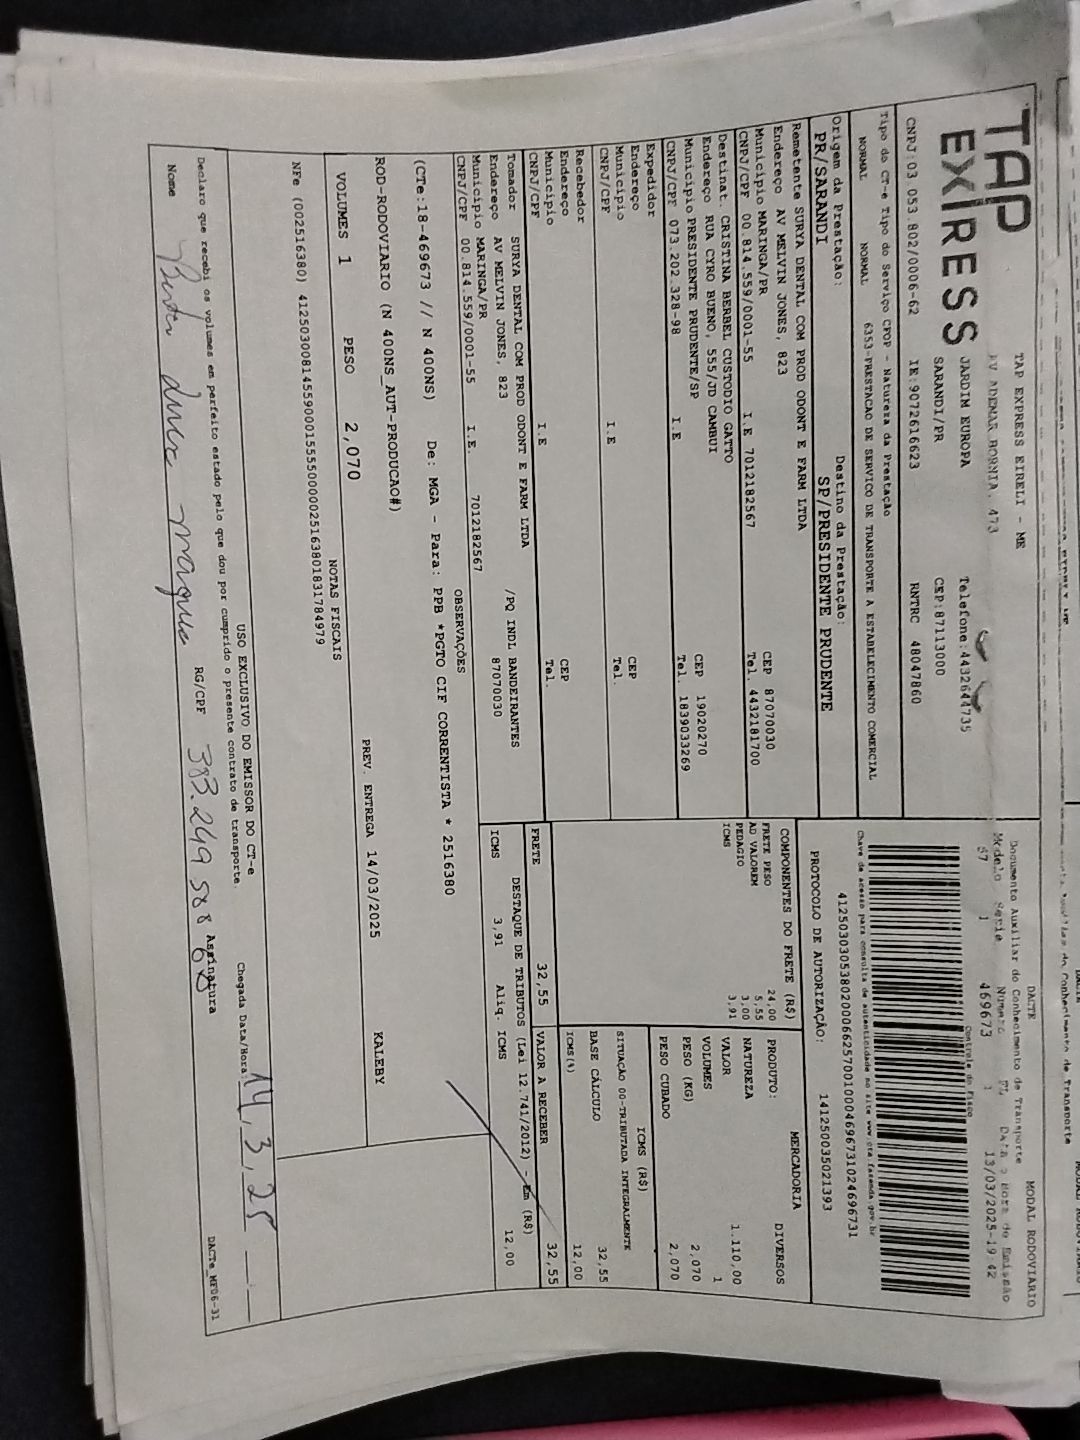 TAP
EXPRESS
TAP EXPRESS EIRELI - ME
AV ADEMAR BORNIA, 473
JARDIM EUROPA
SARANDI/PR
Telefone:4432644735
CEP:87113000
CNPJ:03.053.802/0006-62 IE:9072616623 RNTRC 48047860
DACTE MODAL RODOVIÁRIO
Documento Auxiliar do Conhecimento de Transporte
Modelo Serie Numero FL Data e Hora de Emissão
57 1 469673 1 13/03/2025-19:42
Controle do Fisco
Chave de acesso para consulta de autenticidade no site www.cte.fazenda.gov.br
41250303053802000662570010004696731024696731
PROTOCOLO DE AUTORIZAÇÃO: 141250035021393
Tipo do CT-e Tipo do Serviço CFOP - Natureza da Prestação
NORMAL NORMAL 6353-PRESTACAO DE SERVICO DE TRANSPORTE A ESTABELECIMENTO COMERCIAL
Origem da Prestação: Destino da Prestação:
PR/SARANDI SP/PRESIDENTE PRUDENTE
Remetente SURYA DENTAL COM PROD ODONT E FARM LTDA
Endereço AV MELVIN JONES, 823
Município MARINGA/PR CEP 87070030
CNPJ/CPF 00.814.559/0001-55 I.E 7012182567 Tel. 4432181700
Destinat. CRISTINA BERBEL CUSTODIO GATTO
Endereço RUA CYRO BUENO, 555/JD CAMBUI
Município PRESIDENTE PRUDENTE/SP CEP 19020270
CNPJ/CPF 073.202.328-98 I.E Tel. 1839033269
Expedidor
Endereço
Município CEP
CNPJ/CPF I.E Tel.
Recebedor
Endereço
Município CEP
CNPJ/CPF I.E Tel.
Tomador SURYA DENTAL COM PROD ODONT E FARM LTDA
Endereço AV MELVIN JONES, 823 /PQ INDL BANDEIRANTES
Município MARINGA/PR 87070030
CNPJ/CPF 00.814.559/0001-55 I.E. 7012182567
COMPONENTES DO FRETE (R$)
FRETE PESO 24,00
AD VALOREM 5,55
PEDAGIO 3,00
ICMS 3,91
MERCADORIA
PRODUTO: DIVERSOS
NATUREZA
VALOR 1.110,00
VOLUMES 1
PESO (KG) 2,070
PESO CUBADO 2,070
ICMS (R$)
SITUAÇÃO 00-TRIBUTADA INTEGRALMENTE
BASE CÁLCULO 32,55
ICMS(%) 12,00
FRETE 32,55 VALOR A RECEBER 32,55
DESTAQUE DE TRIBUTOS (Lei 12.741/2012) - Em (R$)
ICMS 3,91 Aliq. ICMS 12,00
OBSERVAÇÕES
(CTe:18-469673 // N 400NS) De: MGA - Para: PPB *PGTO CIF CORRENTISTA * 2516380
ROD-RODOVIARIO (N 400NS_AUT-PRODUCAO#)
PREV. ENTREGA 14/03/2025 KALEBY
VOLUMES 1 PESO 2,070
NOTAS FISCAIS
NFe (002516380) 41250300814559000155550000025163801831784979
USO EXCLUSIVO DO EMISSOR DO CT-e
Declaro que recebi os volumes em perfeito estado pelo que dou por cumprido o presente contrato de transporte. Chegada Data/Hora: 14, 3, 25
Nome RG/CPF 383.249 588 60 Assinatura
DACTe_MF06-31